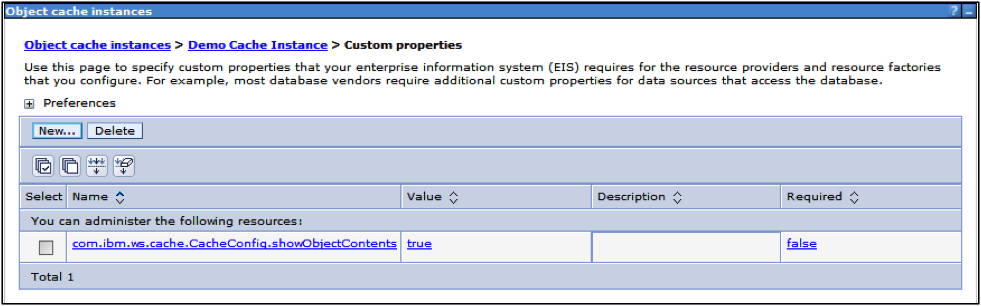 Object cache instances ? –
Object cache instances > Demo Cache Instance > Custom properties
Use this page to specify custom properties that your enterprise information system (EIS) requires for the resource providers and resource factories
that you configure. For example, most database vendors require additional custom properties for data sources that access the database.
Preferences
New... Delete
Select Name Value Description Required
You can administer the following resources:
com.ibm.ws.cache.CacheConfig.showObjectContents true false
Total 1